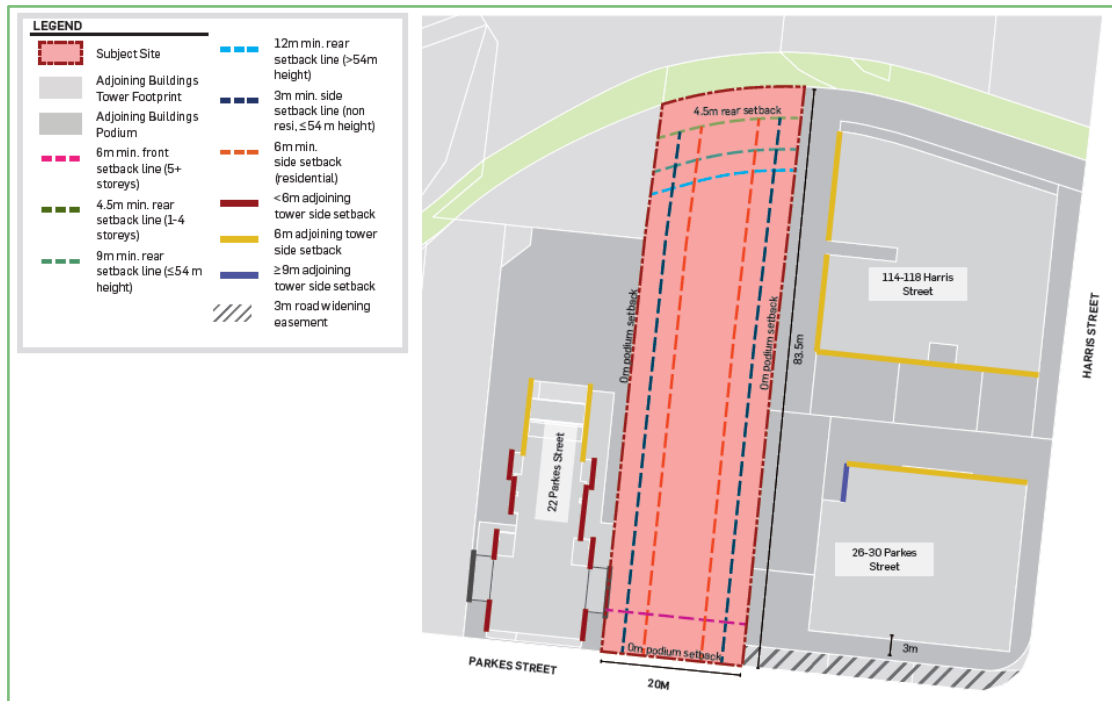 LEGEND
Subject Site
Adjoining Buildings
Tower Footprint
Adjoining Buildings
Podium
6m min. front
setback line (5+
storeys)
4.5m min. rear
setback line (1-4
storeys)
9m min. rear
setback line (≤54 m
height)
12m min. rear
setback line (>54m
height)
3m min. side
setback line (non
resi, ≤54 m height)
6m min.
side setback
(residential)
<6m adjoining
tower side setback
6m adjoining tower
side setback
≥9m adjoining
tower side setback
3m road widening
easement
4.5m rear setback
0m podium setback
0m podium setback
83.5m
114-118 Harris
Street
HARRIS STREET
22 Parkes Street
26-30 Parkes
Street
3m
0m podium setback
PARKES STREET
20M